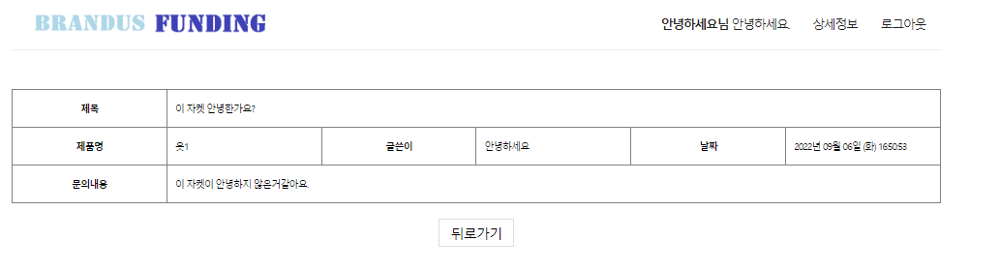 BRANDUS FUNDING 안녕하세요님 안녕하세요. 상세정보 로그아웃
제목 이 자켓 안녕한가요?
제품명 옷1 글쓴이 안녕하세요 날짜 2022년 09월 06일 (화) 16:50:53
문의내용 이 자켓이 안녕하지 않은거같아요.
뒤로가기